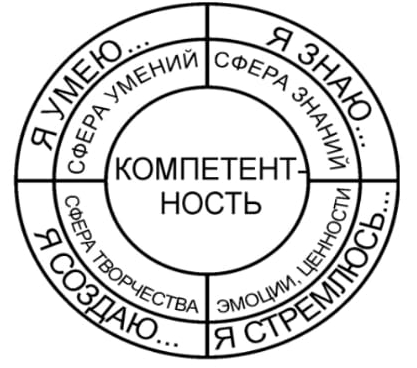 Я УМЕЮ...
Я ЗНАЮ...
СФЕРА УМЕНИЙ
СФЕРА ЗНАНИЙ
КОМПЕТЕНТ-
НОСТЬ
СФЕРА ТВОРЧЕСТВА
ЭМОЦИИ, ЦЕННОСТИ
Я СОЗДАЮ...
Я СТРЕМЛЮСЬ...